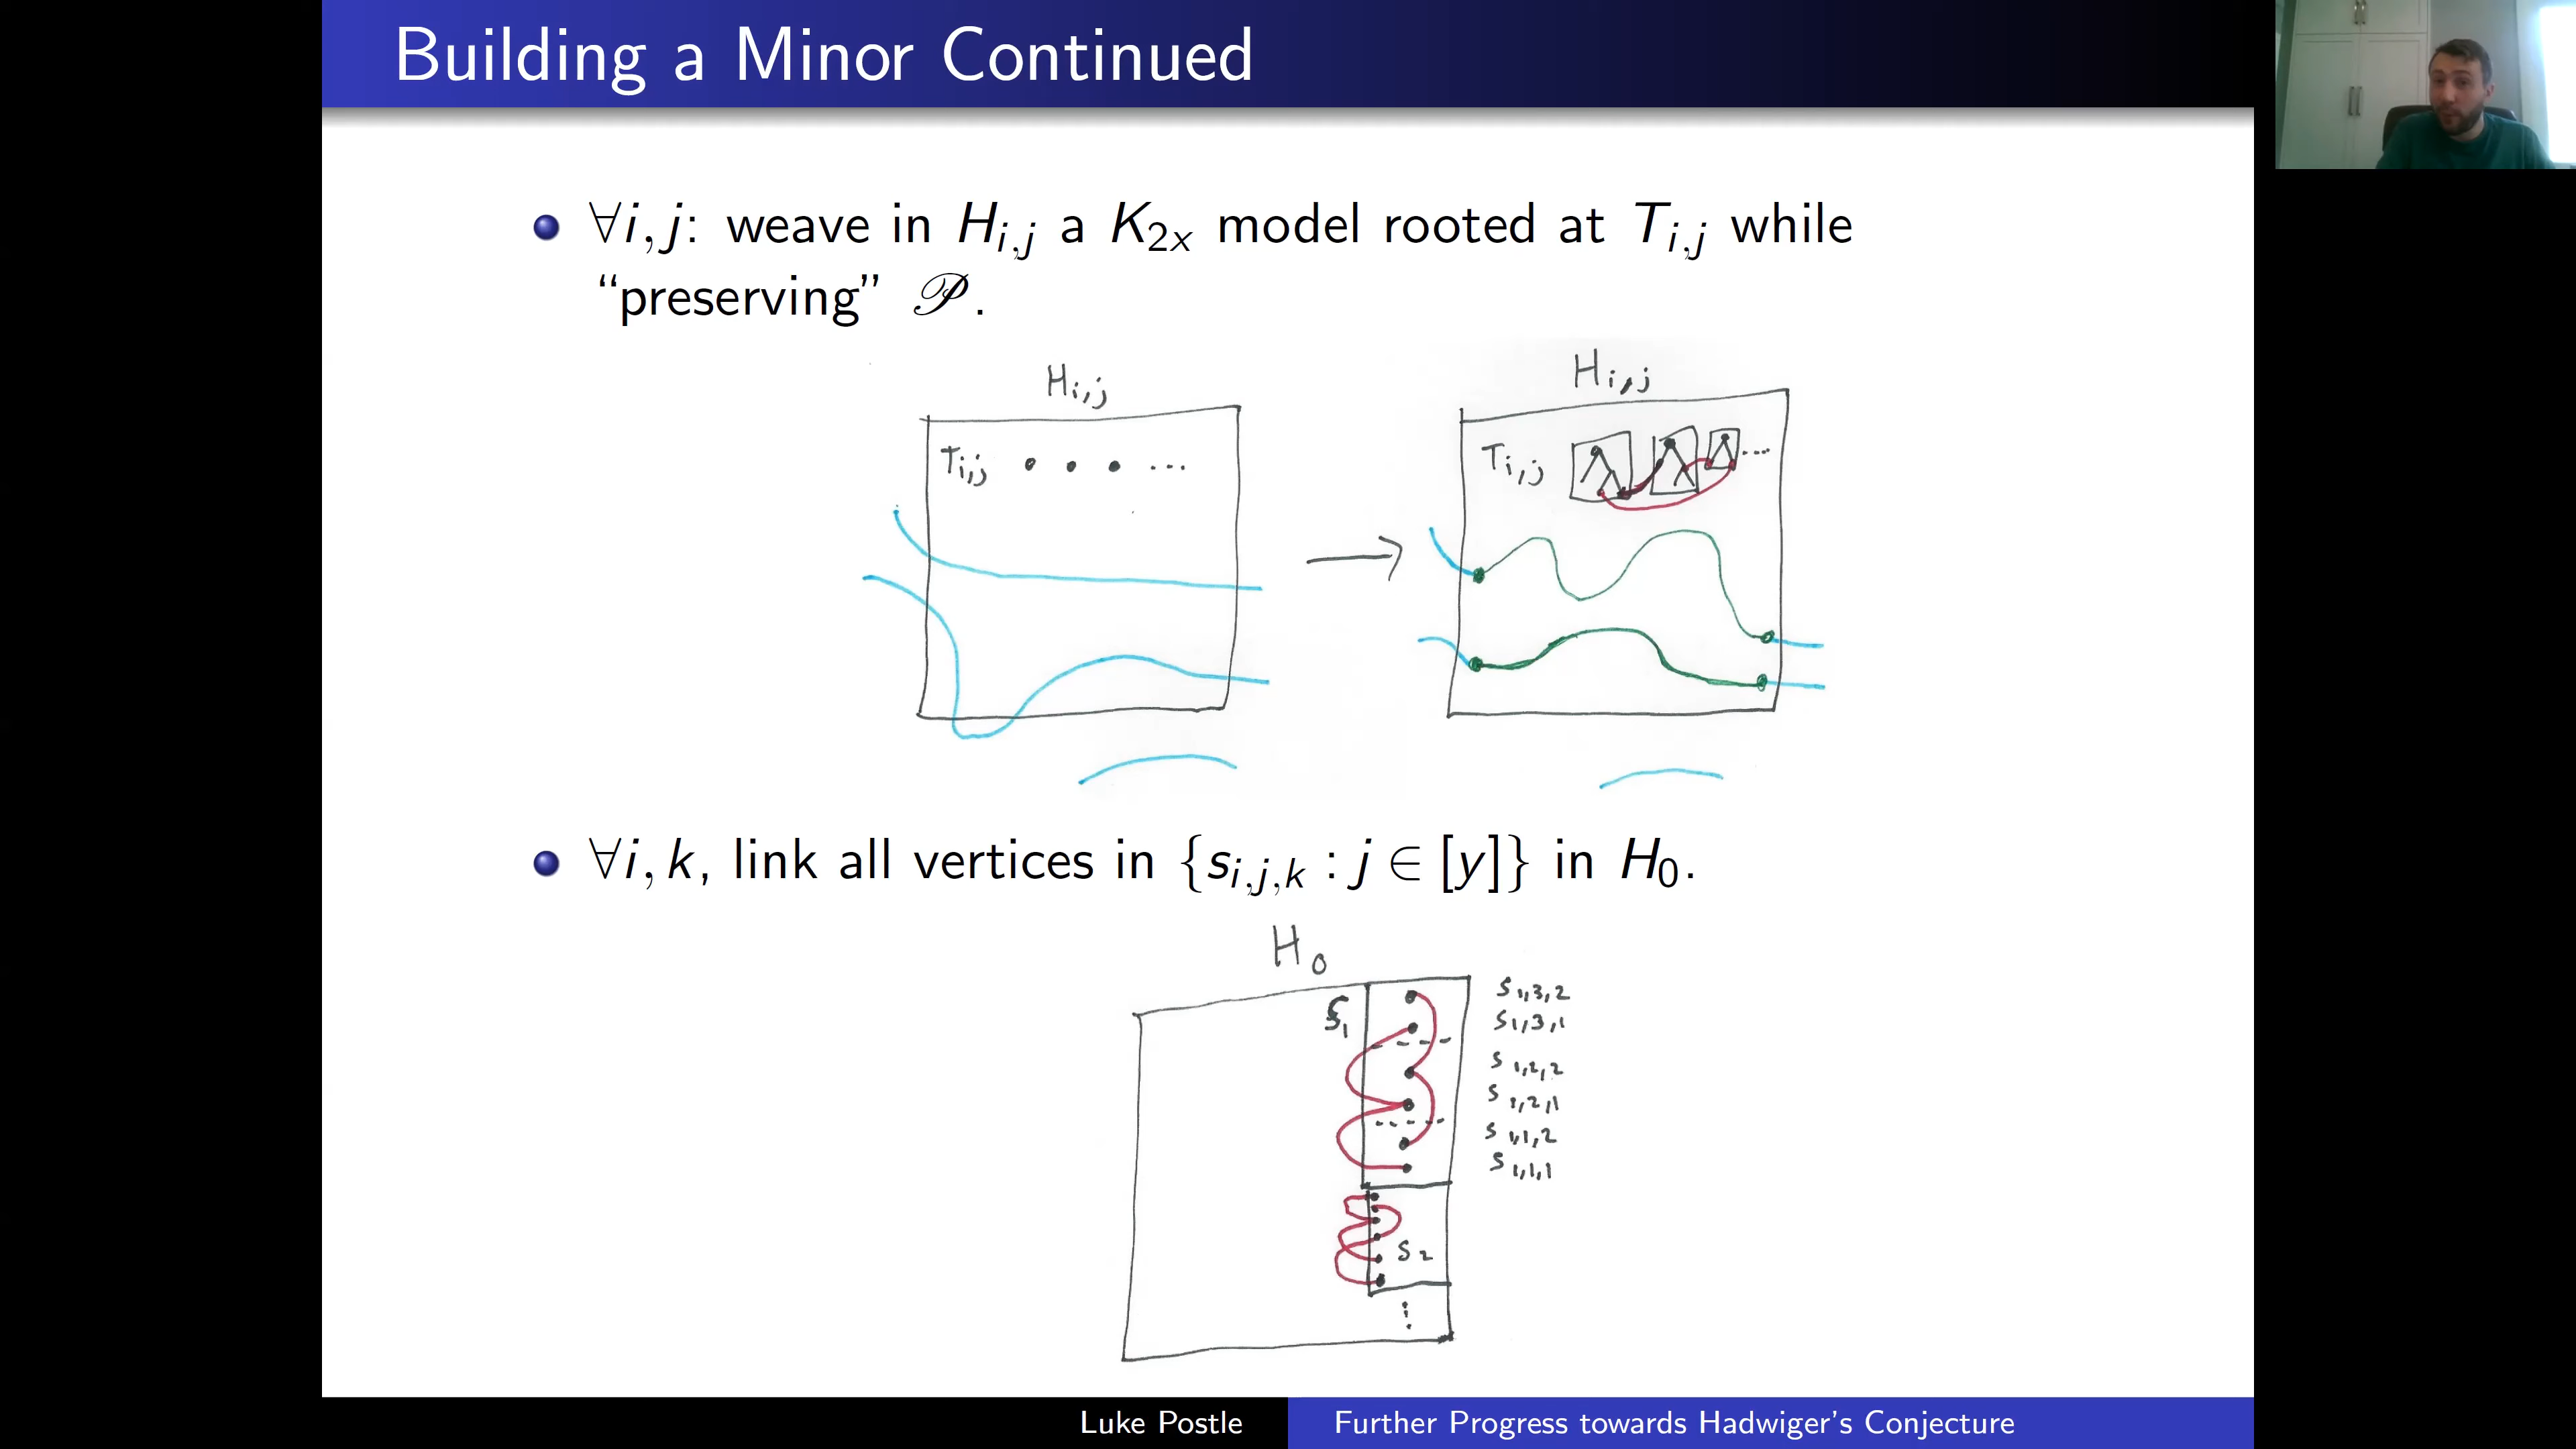 Building a Minor Continued
∀i,j: weave in H_{i,j} a K_{2x} model rooted at T_{i,j} while
“preserving” 𝒫.
H_{i,j}
T_{i,j} ...
H_{i,j}
T_{i,j} ...
∀i,k, link all vertices in {s_{i,j,k} : j ∈ [y]} in H_0.
H_0
S_1
s_{1,3,2}
s_{1,3,1}
s_{1,2,2}
s_{1,2,1}
s_{1,1,2}
s_{1,1,1}
S_2
⋮
Luke Postle
Further Progress towards Hadwiger's Conjecture